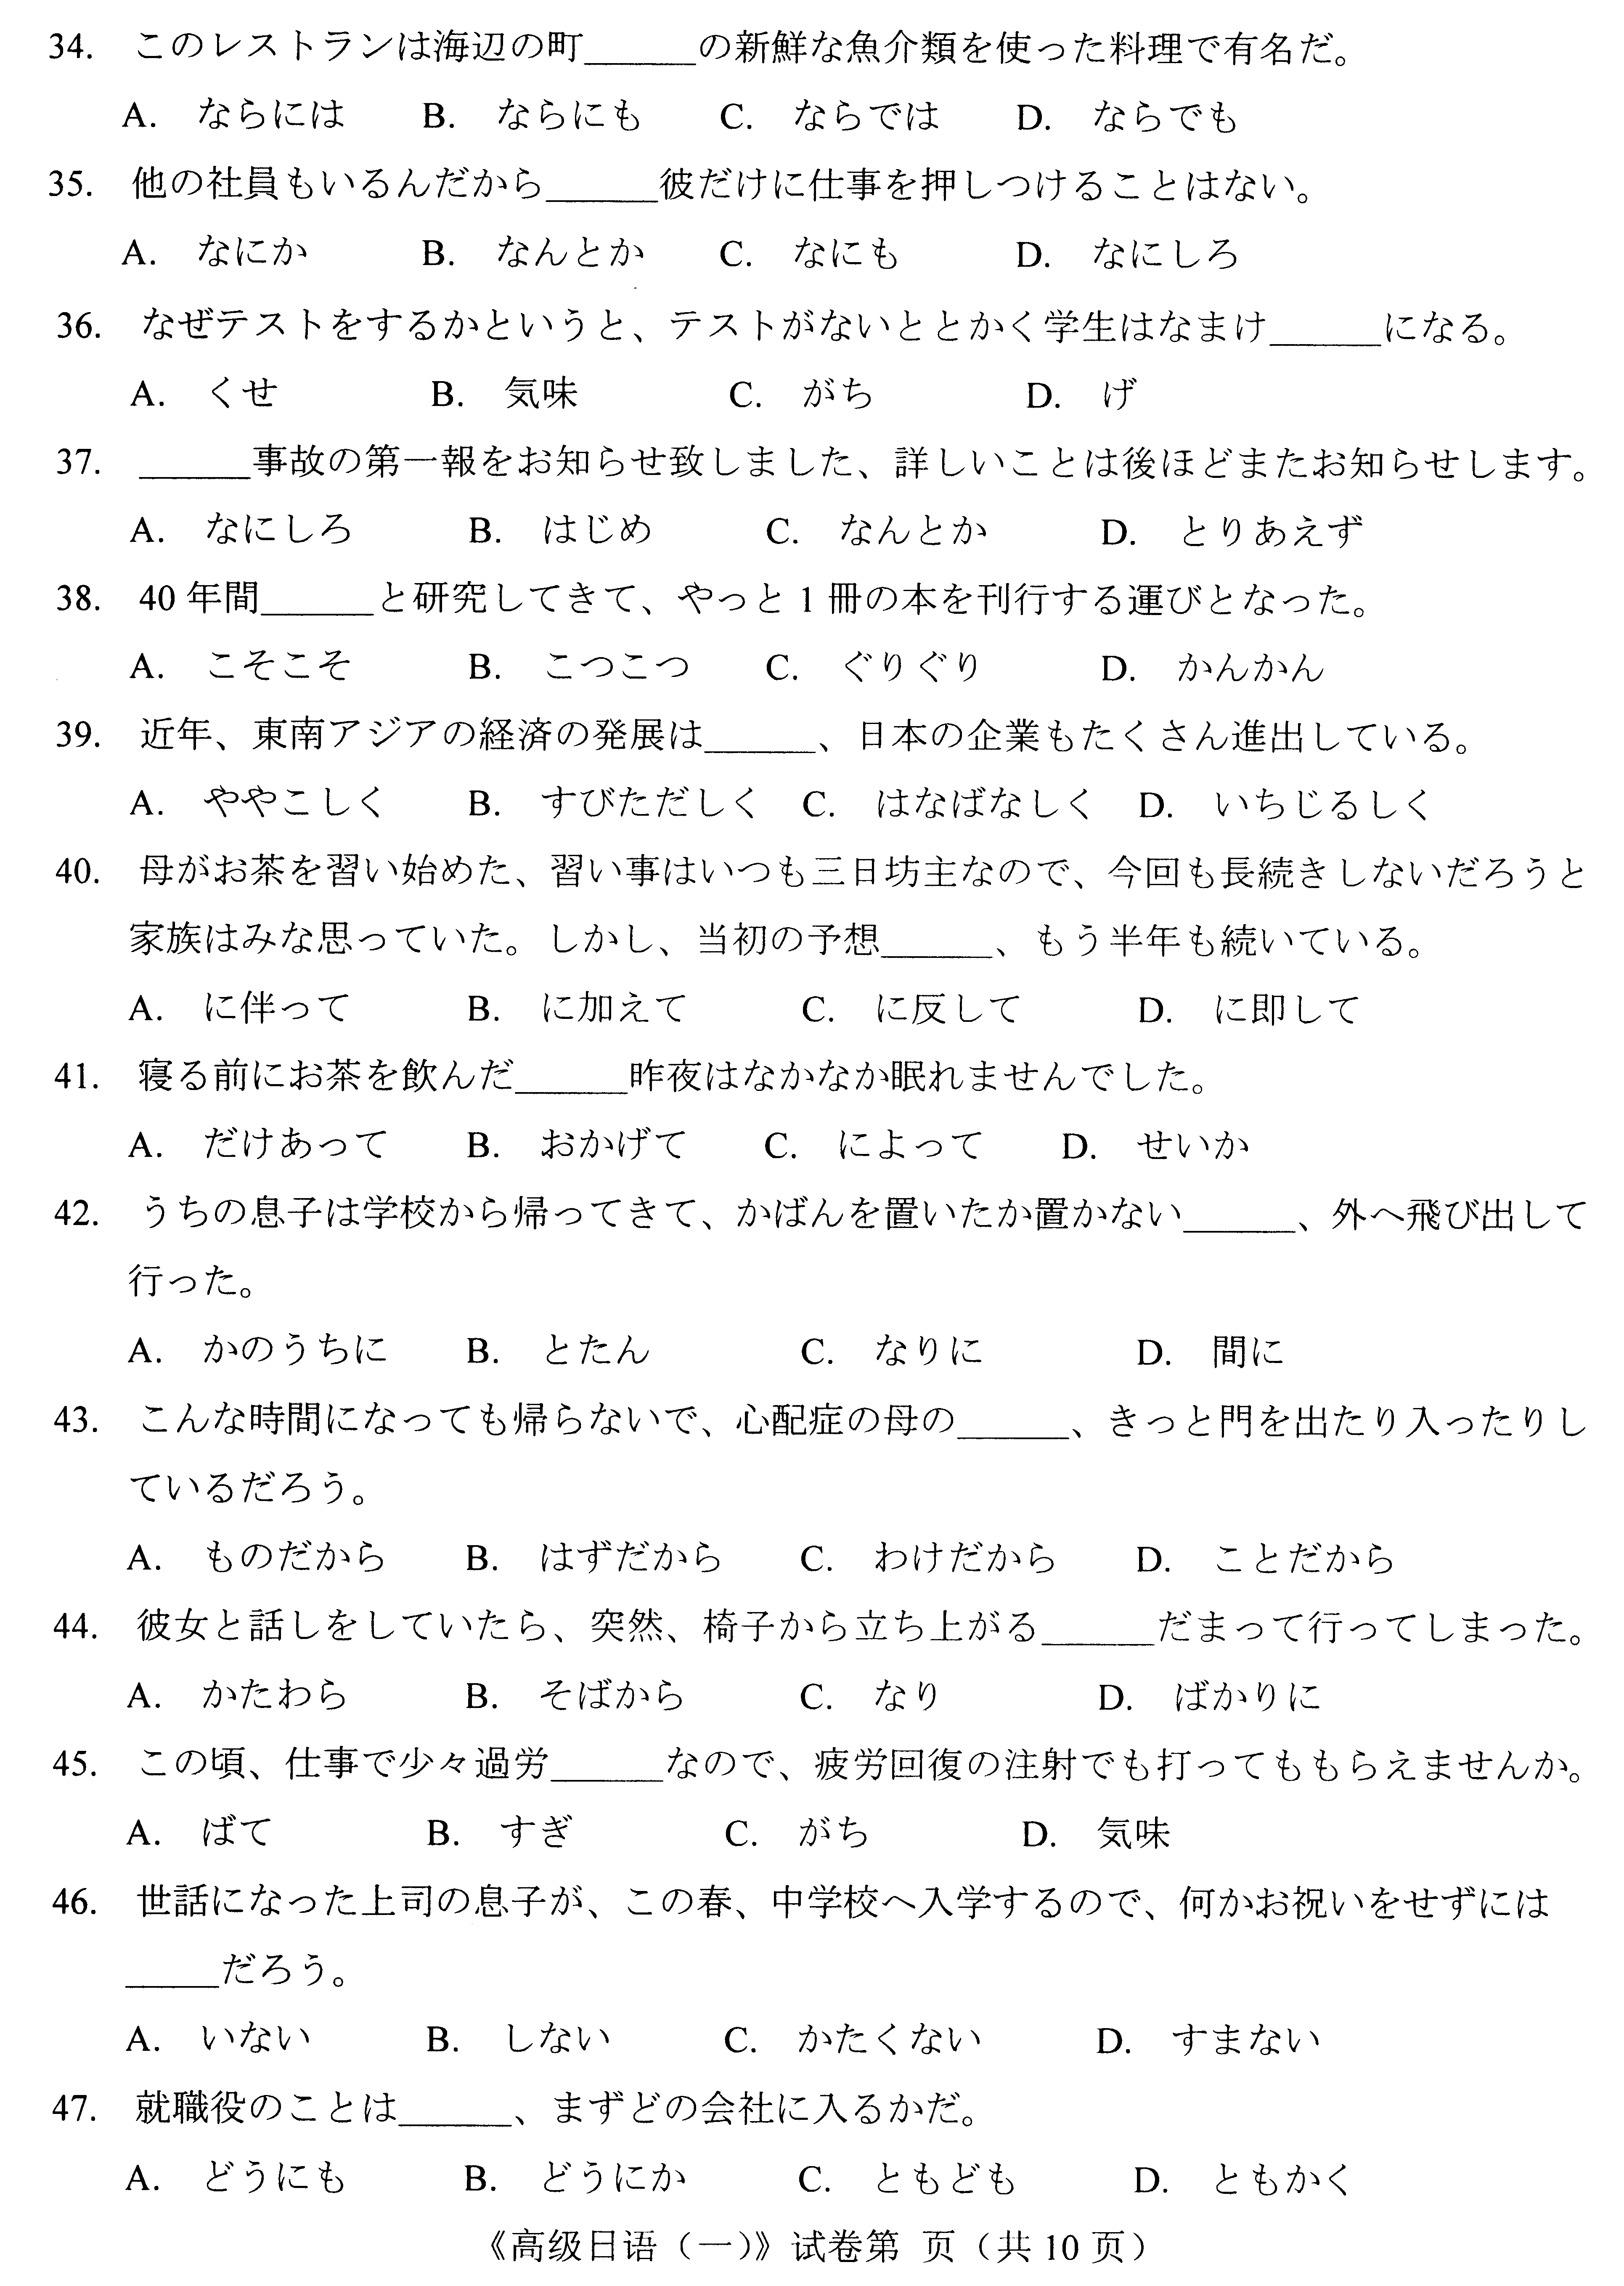 34. このレストランは海辺の町______の新鮮な魚介類を使った料理で有名だ。
A. ならには B. ならにも C. ならでは D. ならでも
35. 他の社員もいるんだから______彼だけに仕事を押しつけることはない。
A. なにか B. なんとか C. なにも D. なにしろ
36. なぜテストをするかというと、テストがないととかく学生はなまけ______になる。
A. くせ B. 気味 C. がち D. げ
37. ______事故の第一報をお知らせ致しました、詳しいことは後ほどまたお知らせします。
A. なにしろ B. はじめ C. なんとか D. とりあえず
38. 40年間______と研究してきて、やっと1冊の本を刊行する運びとなった。
A. こそこそ B. こつこつ C. ぐりぐり D. かんかん
39. 近年、東南アジアの経済の発展は______、日本の企業もたくさん進出している。
A. ややこしく B. すびただしく C. はなばなしく D. いちじるしく
40. 母がお茶を習い始めた、習い事はいつも三日坊主なので、今回も長続きしないだろうと
家族はみな思っていた。しかし、当初の予想______、もう半年も続いている。
A. に伴って B. に加えて C. に反して D. に即して
41. 寝る前にお茶を飲んだ______昨夜はなかなか眠れませんでした。
A. だけあって B. おかげて C. によって D. せいか
42. うちの息子は学校から帰ってきて、かばんを置いたか置かない______、外へ飛び出して
行った。
A. かのうちに B. とたん C. なりに D. 間に
43. こんな時間になっても帰らないで、心配症の母の______、きっと門を出たり入ったりし
ているだろう。
A. ものだから B. はずだから C. わけだから D. ことだから
44. 彼女と話しをしていたら、突然、椅子から立ち上がる______だまって行ってしまった。
A. かたわら B. そばから C. なり D. ばかりに
45. この頃、仕事で少々過労______なので、疲労回復の注射でも打ってももらえませんか。
A. ばて B. すぎ C. がち D. 気味
46. 世話になった上司の息子が、この春、中学校へ入学するので、何かお祝いをせずには
_____だろう。
A. いない B. しない C. かたくない D. すまない
47. 就職役のことは______、まずどの会社に入るかだ。
A. どうにも B. どうにか C. ともども D. ともかく
《高级日语（一）》试卷第 页（共10页）